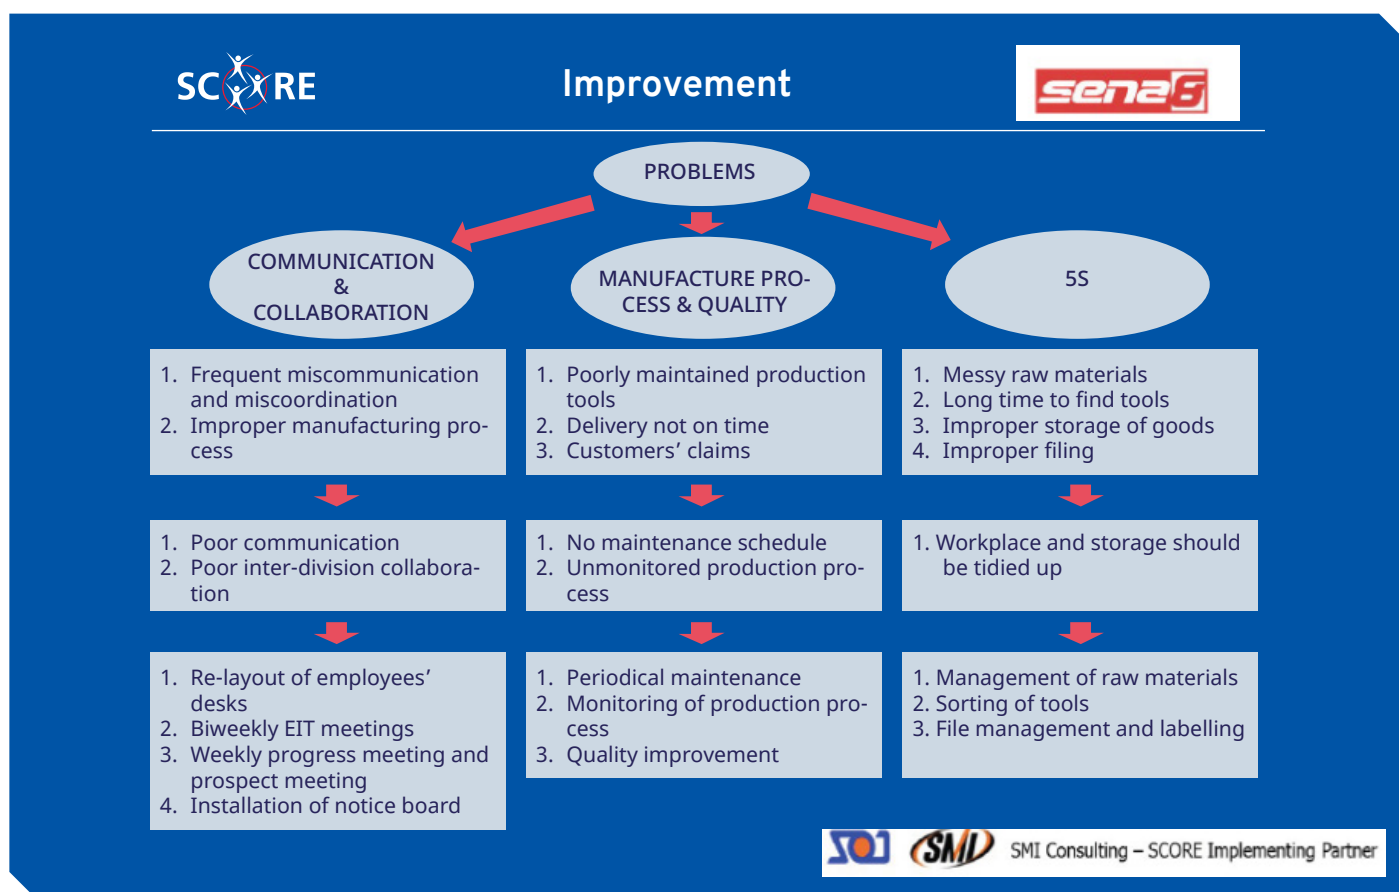 SCORE
Improvement
sena6
PROBLEMS
COMMUNICATION
&
COLLABORATION
MANUFACTURE PRO-
CESS & QUALITY
5S
1. Frequent miscommunication
and miscoordination
2. Improper manufacturing pro-
cess
1. Poorly maintained production
tools
2. Delivery not on time
3. Customers’ claims
1. Messy raw materials
2. Long time to find tools
3. Improper storage of goods
4. Improper filing
1. Poor communication
2. Poor inter-division collabora-
tion
1. No maintenance schedule
2. Unmonitored production pro-
cess
1. Workplace and storage should
be tidied up
1. Re-layout of employees’
desks
2. Biweekly EIT meetings
3. Weekly progress meeting and
prospect meeting
4. Installation of notice board
1. Periodical maintenance
2. Monitoring of production pro-
cess
3. Quality improvement
1. Management of raw materials
2. Sorting of tools
3. File management and labelling
SMI
SMI Consulting – SCORE Implementing Partner